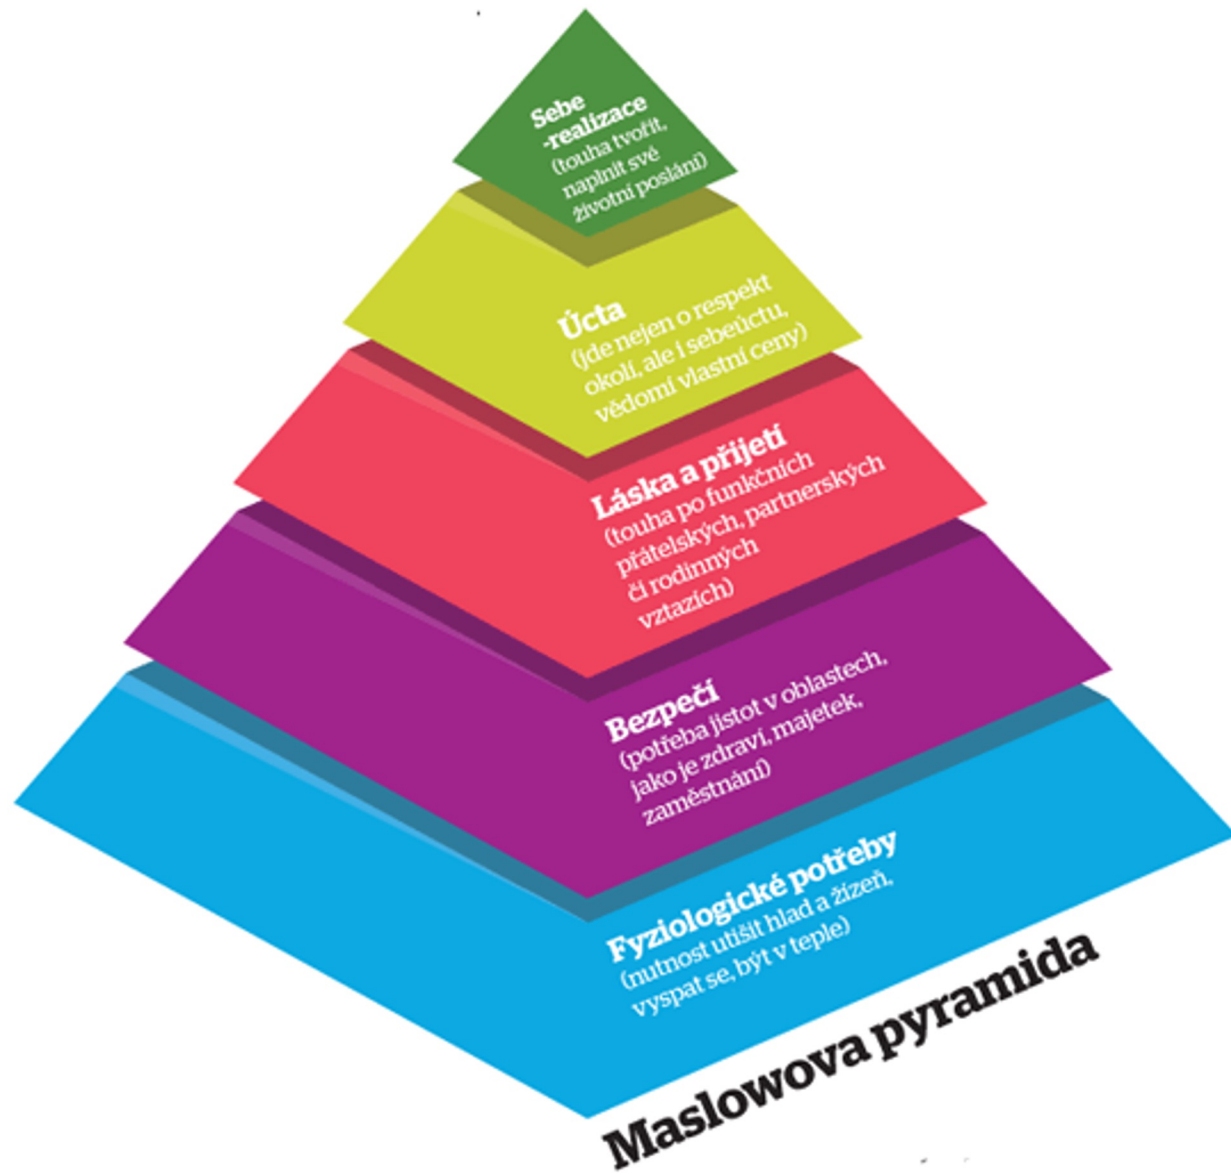 Sebe
-realizace
(touha tvořit,
naplnit své
životní poslání)
Úcta
(jde nejen o respekt
okolí, ale i sebeúctu,
vědomí vlastní ceny)
Láska a přijetí
(touha po funkčních
přátelských, partnerských
či rodinných
vztazích)
Bezpečí
(potřeba jistot v oblastech,
jako je zdraví, majetek,
zaměstnání)
Fyziologické potřeby
(nutnost utišit hlad a žízeň,
vyspat se, být v teple)
Maslowova pyramida